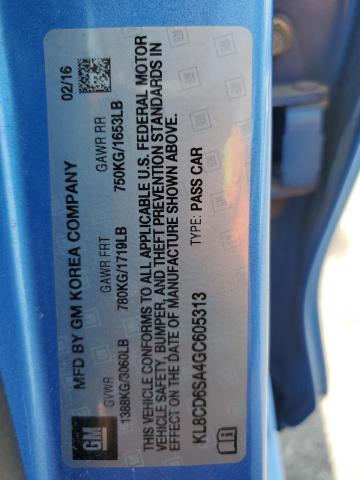 MFD BY GM KOREA COMPANY 02/16
GVWR GAWR FRT GAWR RR
1388KG/3060LB 780KG/1719LB 750KG/1653LB
THIS VEHICLE CONFORMS TO ALL APPLICABLE U.S. FEDERAL MOTOR
VEHICLE SAFETY, BUMPER, AND THEFT PREVENTION STANDARDS IN
EFFECT ON THE DATE OF MANUFACTURE SHOWN ABOVE.
KL8CD6SA4GC605313 TYPE: PASS CAR
GM